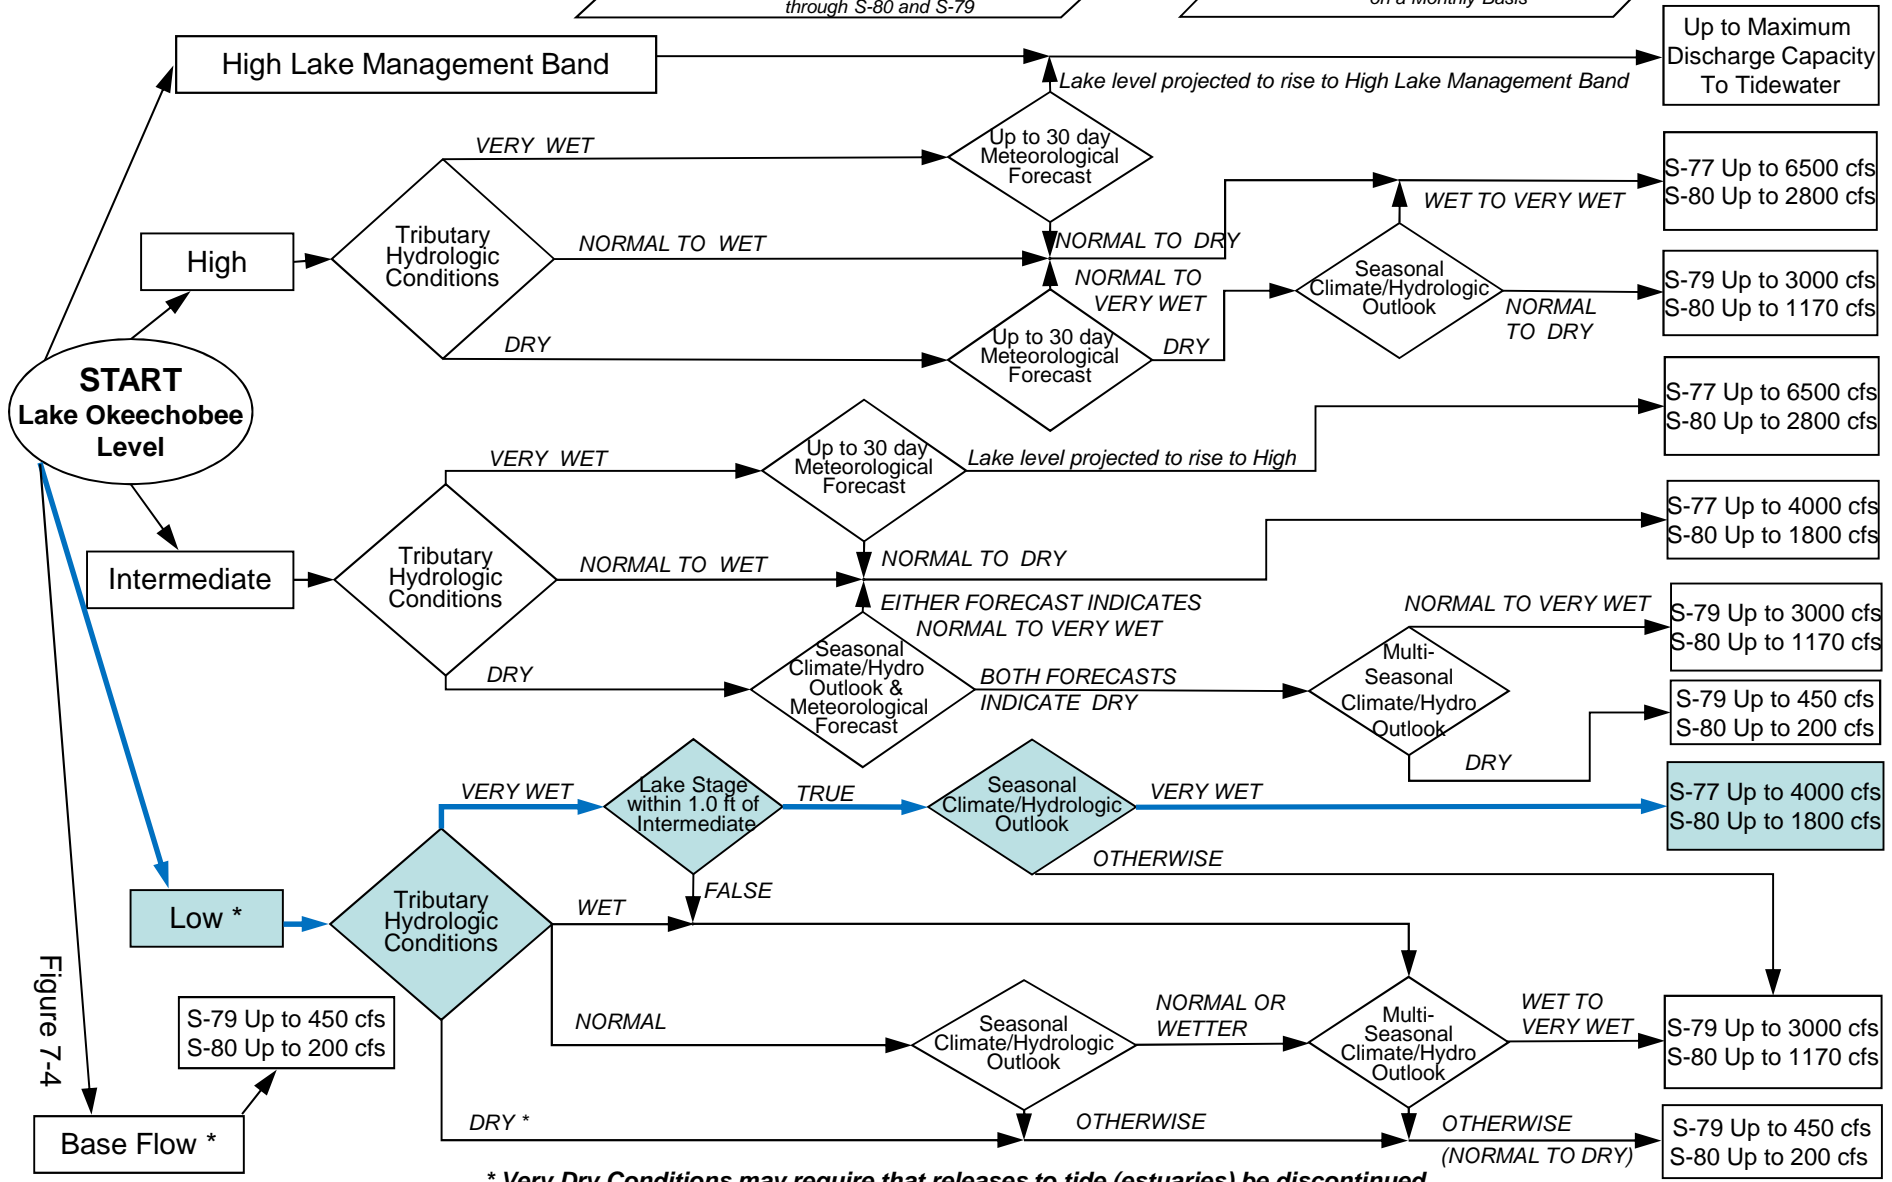 through S-80 and S-79
on a Monthly Basis
High Lake Management Band
Lake level projected to rise to High Lake Management Band
Up to Maximum
Discharge Capacity
To Tidewater
VERY WET
Up to 30 day
Meteorological
Forecast
S-77 Up to 6500 cfs
S-80 Up to 2800 cfs
WET TO VERY WET
High
Tributary
Hydrologic
Conditions
NORMAL TO WET
NORMAL TO DRY
NORMAL TO
VERY WET
Seasonal
Climate/Hydrologic
Outlook
NORMAL
TO DRY
S-79 Up to 3000 cfs
S-80 Up to 1170 cfs
DRY
Up to 30 day
Meteorological
Forecast
DRY
START
Lake Okeechobee
Level
S-77 Up to 6500 cfs
S-80 Up to 2800 cfs
VERY WET
Up to 30 day
Meteorological
Forecast
Lake level projected to rise to High
S-77 Up to 4000 cfs
S-80 Up to 1800 cfs
Intermediate
Tributary
Hydrologic
Conditions
NORMAL TO WET
NORMAL TO DRY
EITHER FORECAST INDICATES
NORMAL TO VERY WET
NORMAL TO VERY WET
S-79 Up to 3000 cfs
S-80 Up to 1170 cfs
DRY
Seasonal
Climate/Hydro
Outlook &
Meteorological
Forecast
BOTH FORECASTS
INDICATE DRY
Multi-
Seasonal
Climate/Hydro
Outlook
DRY
S-79 Up to 450 cfs
S-80 Up to 200 cfs
VERY WET
Lake Stage
within 1.0 ft of
Intermediate
TRUE
Seasonal
Climate/Hydrologic
Outlook
VERY WET
S-77 Up to 4000 cfs
S-80 Up to 1800 cfs
OTHERWISE
FALSE
Low *
Tributary
Hydrologic
Conditions
WET
NORMAL
Seasonal
Climate/Hydrologic
Outlook
NORMAL OR
WETTER
Multi-
Seasonal
Climate/Hydro
Outlook
WET TO
VERY WET
S-79 Up to 3000 cfs
S-80 Up to 1170 cfs
Figure 7-4
S-79 Up to 450 cfs
S-80 Up to 200 cfs
Base Flow *
DRY *
OTHERWISE
OTHERWISE
(NORMAL TO DRY)
S-79 Up to 450 cfs
S-80 Up to 200 cfs
* Very Dry Conditions may require that releases to tide (estuaries) be discontinued